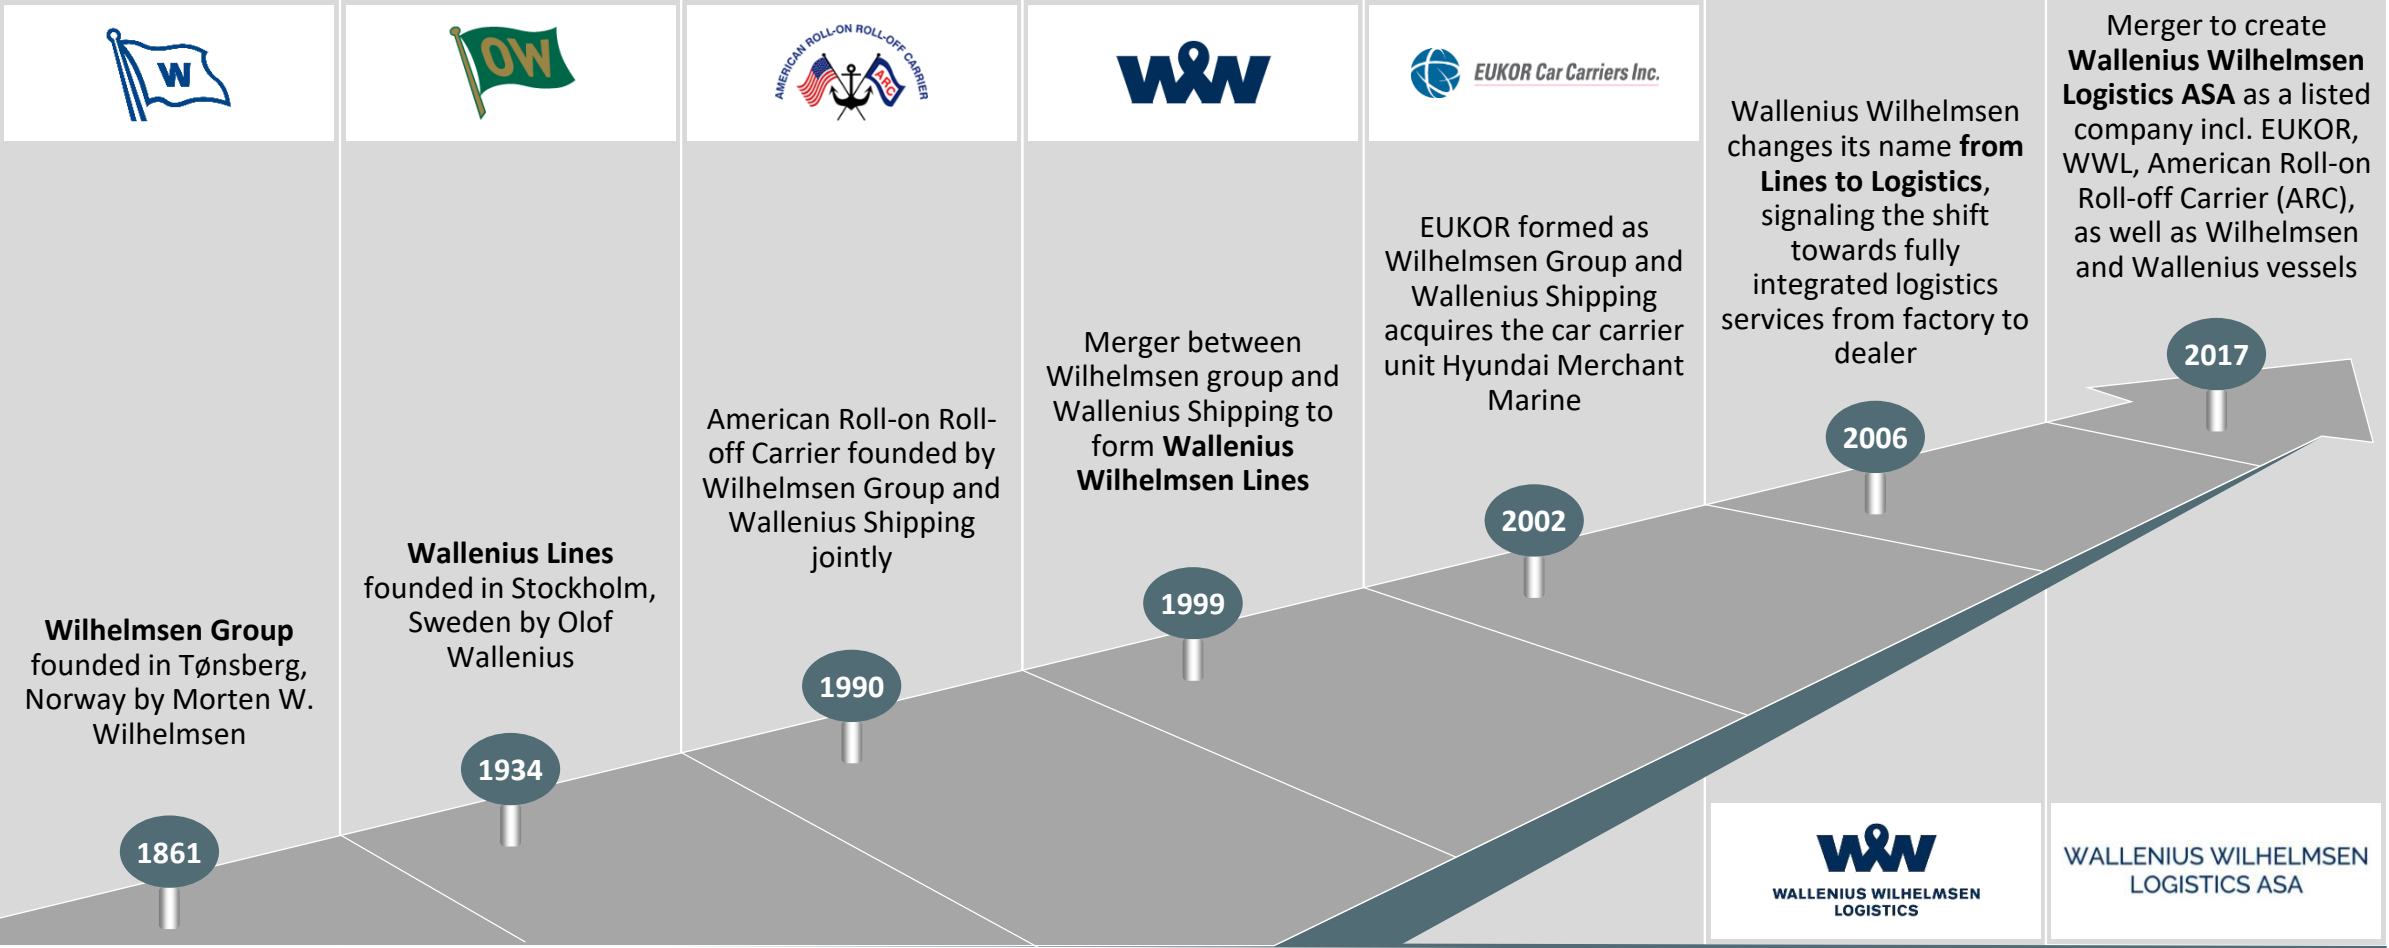 W
Wilhelmsen Group
founded in Tønsberg,
Norway by Morten W.
Wilhelmsen
1861
OW
Wallenius Lines
founded in Stockholm,
Sweden by Olof
Wallenius
1934
AMERICAN ROLL-ON ROLL-OFF CARRIER
ARC
American Roll-on Roll-
off Carrier founded by
Wilhelmsen Group and
Wallenius Shipping
jointly
1990
W&W
Merger between
Wilhelmsen group and
Wallenius Shipping to
form Wallenius
Wilhelmsen Lines
1999
EUKOR Car Carriers Inc.
EUKOR formed as
Wilhelmsen Group and
Wallenius Shipping
acquires the car carrier
unit Hyundai Merchant
Marine
2002
Wallenius Wilhelmsen
changes its name from
Lines to Logistics,
signaling the shift
towards fully
integrated logistics
services from factory to
dealer
2006
W&W
WALLENIUS WILHELMSEN
LOGISTICS
Merger to create
Wallenius Wilhelmsen
Logistics ASA as a listed
company incl. EUKOR,
WWL, American Roll-on
Roll-off Carrier (ARC),
as well as Wilhelmsen
and Wallenius vessels
2017
WALLENIUS WILHELMSEN
LOGISTICS ASA